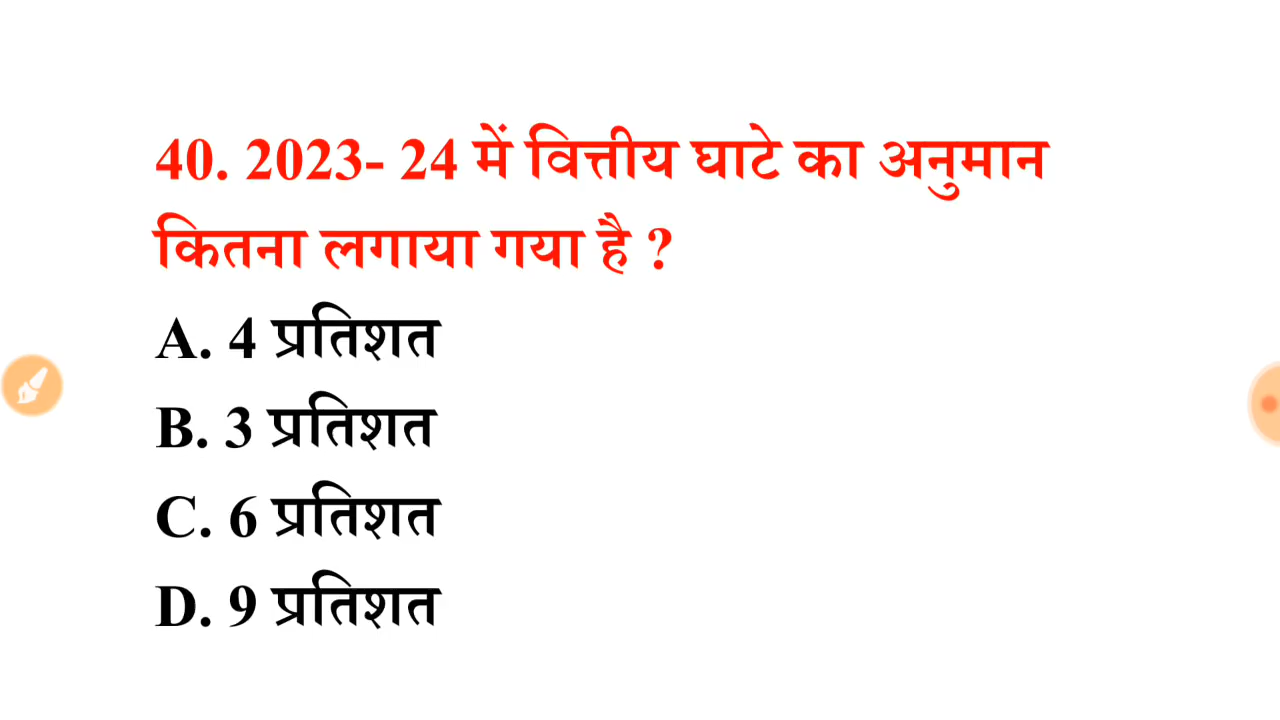 40. 2023- 24 में वित्तीय घाटे का अनुमान
कितना लगाया गया है ?
A. 4 प्रतिशत
B. 3 प्रतिशत
C. 6 प्रतिशत
D. 9 प्रतिशत